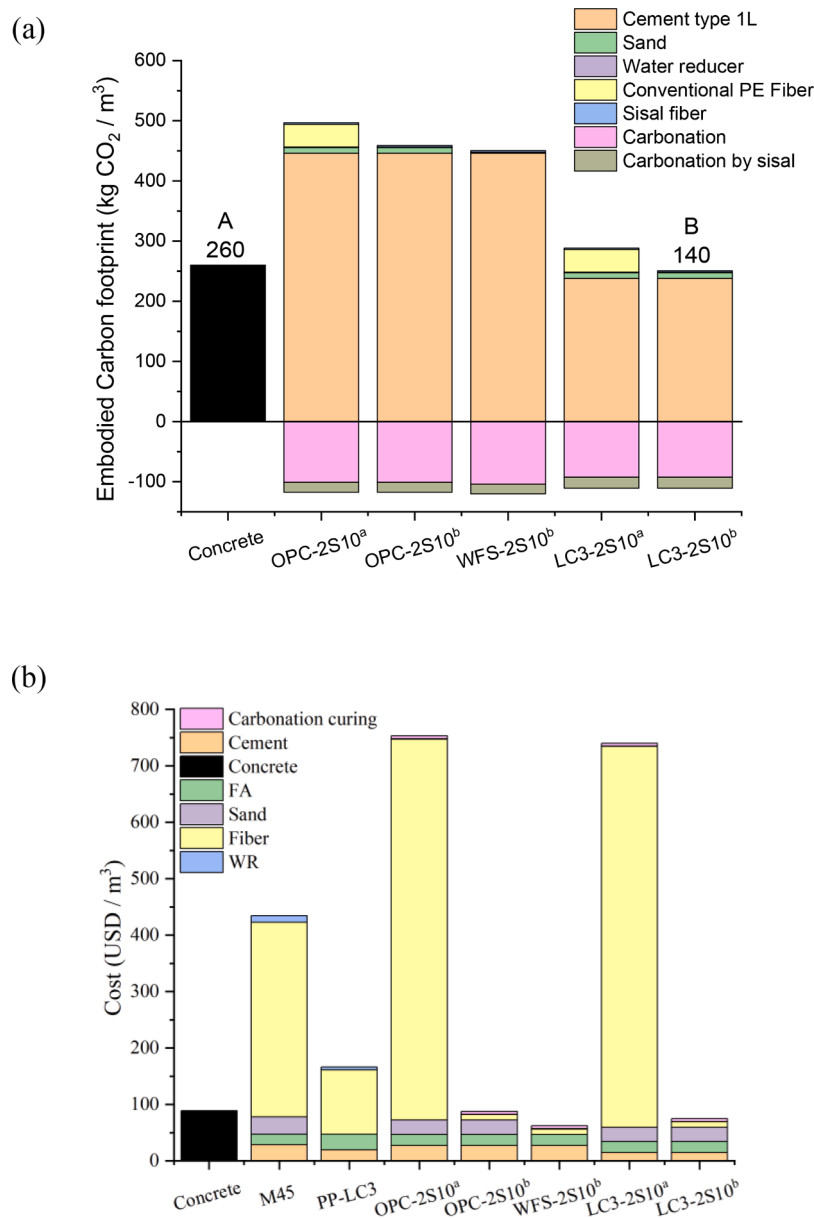 (a)
Cement type 1L
Sand
Water reducer
Conventional PE Fiber
Sisal fiber
Carbonation
Carbonation by sisal
Embodied Carbon footprint (kg CO₂ / m³)
600
500
400
300
200
100
0
-100
A
260
B
140
Concrete
OPC-2S10ᵃ
OPC-2S10ᵇ
WFS-2S10ᵇ
LC3-2S10ᵃ
LC3-2S10ᵇ
(b)
Carbonation curing
Cement
Concrete
FA
Sand
Fiber
WR
Cost (USD / m³)
800
700
600
500
400
300
200
100
0
Concrete
M45
PP-LC3
OPC-2S10ᵃ
OPC-2S10ᵇ
WFS-2S10ᵇ
LC3-2S10ᵃ
LC3-2S10ᵇ